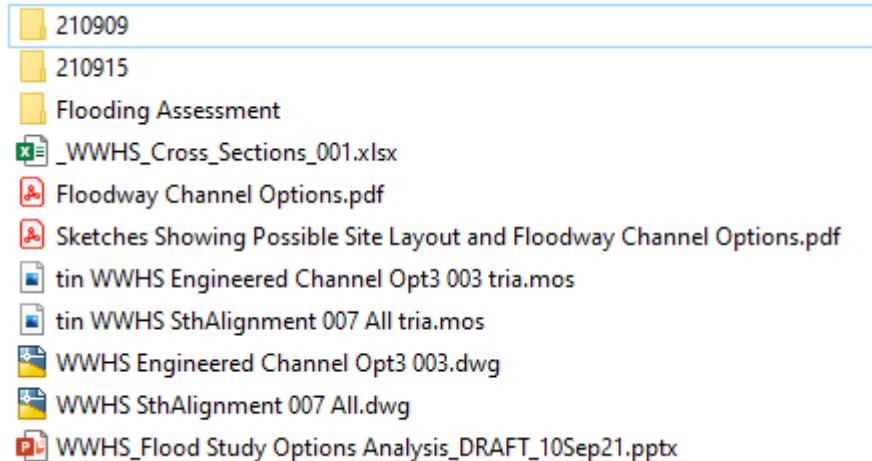 210909
210915
Flooding Assessment
_WWHS_Cross_Sections_001.xlsx
Floodway Channel Options.pdf
Sketches Showing Possible Site Layout and Floodway Channel Options.pdf
tin WWHS Engineered Channel Opt3 003 tria.mos
tin WWHS SthAlignment 007 All tria.mos
WWHS Engineered Channel Opt3 003.dwg
WWHS SthAlignment 007 All.dwg
WWHS_Flood Study Options Analysis_DRAFT_10Sep21.pptx